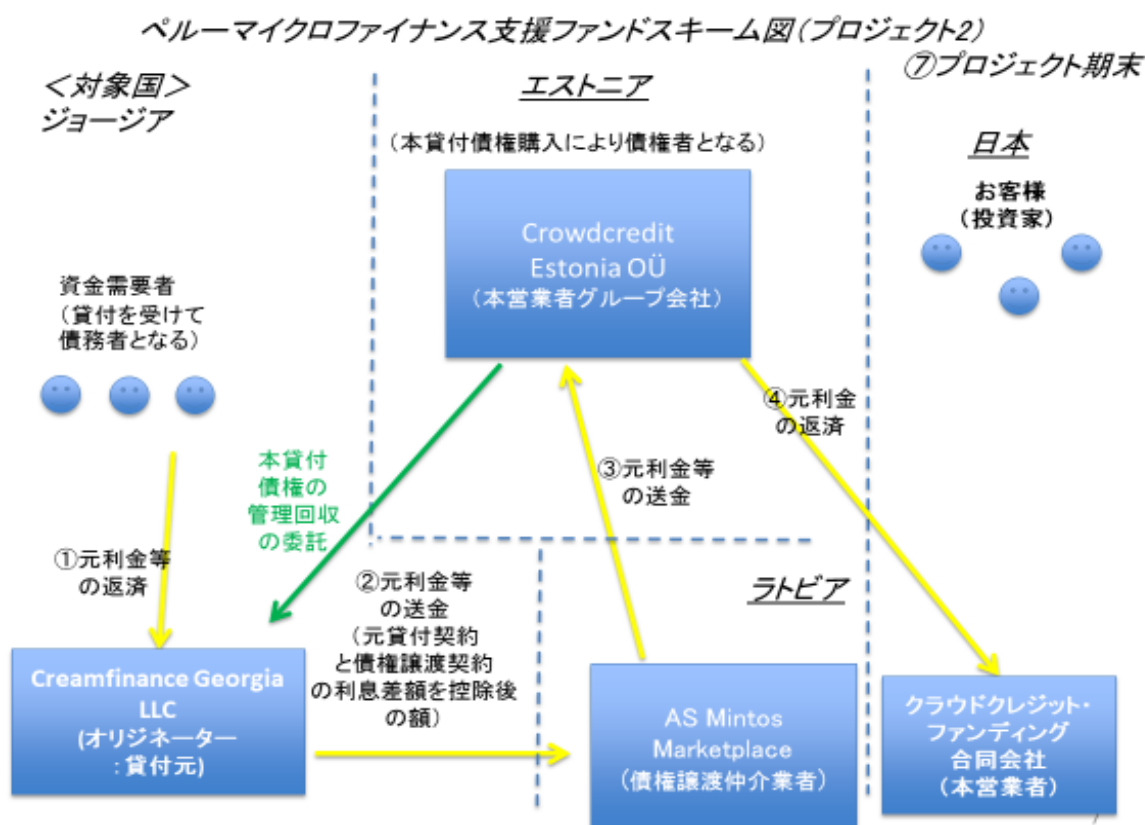 ペルーマイクロファイナンス支援ファンドスキーム図(プロジェクト2)
⑦プロジェクト期末
<対象国>
ジョージア
エストニア
(本貸付債権購入により債権者となる)
日本
お客様
(投資家)
Crowdcredit
Estonia OÜ
(本営業者グループ会社)
資金需要者
(貸付を受けて
債務者となる)
本貸付
債権の
管理回収
の委託
③元利金等
の送金
④元利金
の返済
①元利金等
の返済
②元利金等
の送金
(元貸付契約
と債権譲渡契約
の利息差額を控除後
の額)
ラトビア
Creamfinance Georgia
LLC
(オリジネーター
:貸付元)
AS Mintos
Marketplace
(債権譲渡仲介業者)
クラウドクレジット・
ファンディング
合同会社
(本営業者)